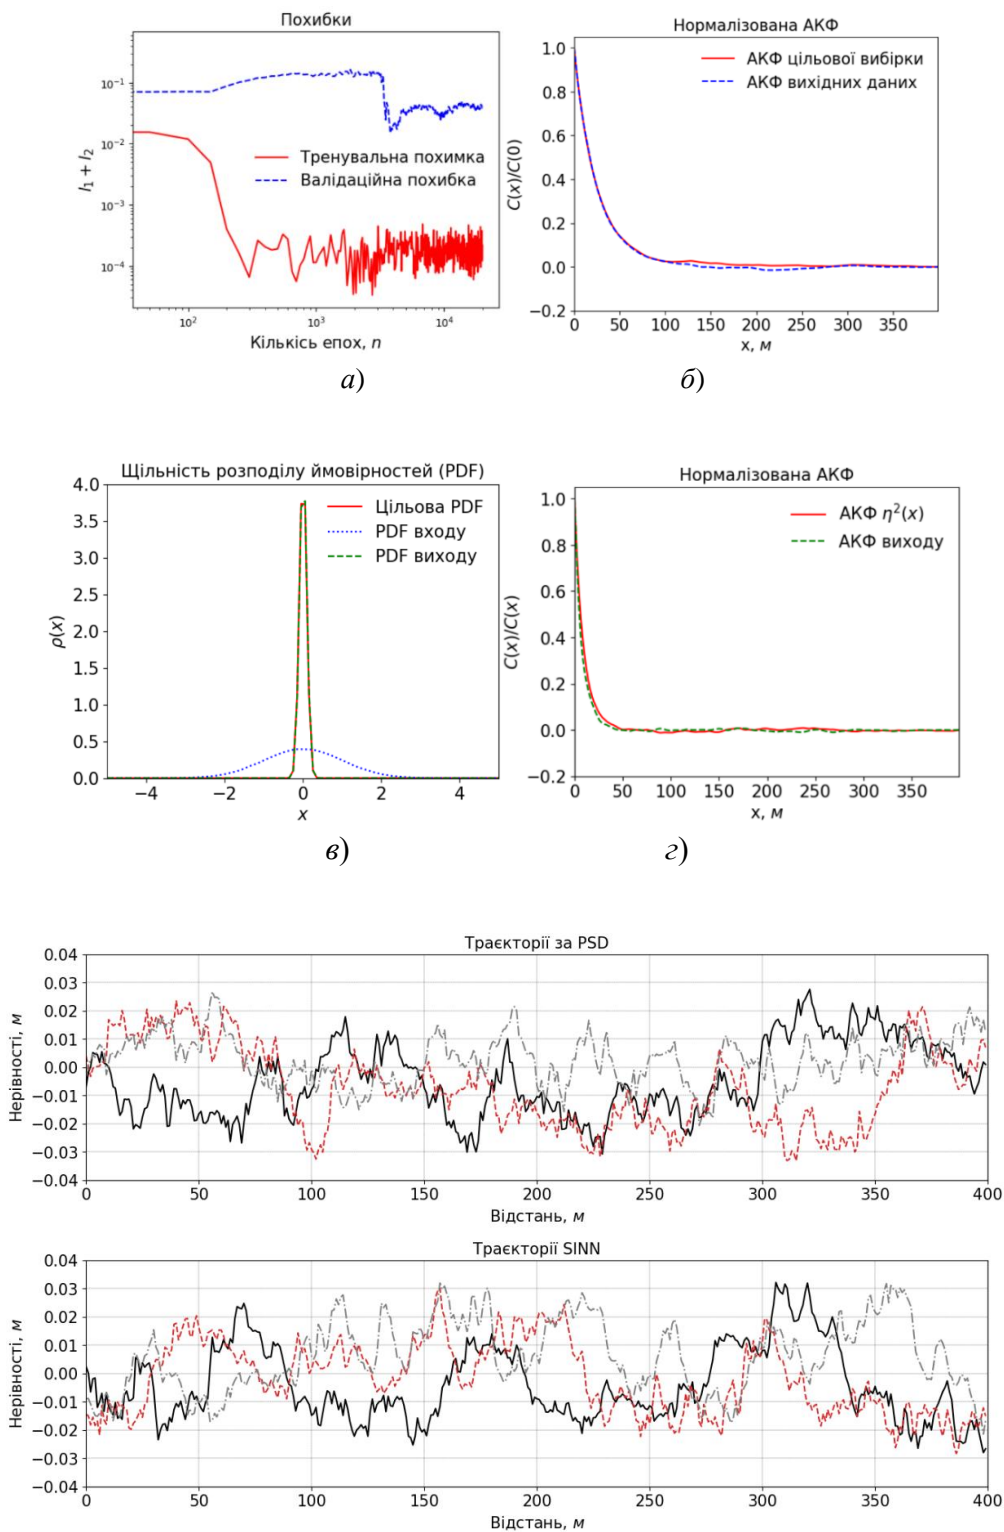 Похибки
10⁻¹
10⁻²
10⁻³
10⁻⁴
l₁ + l₂
Тренувальна похимка
Валідаційна похибка
10² 10³ 10⁴
Кількісь епох, n
а)
Нормалізована АКФ
1.0
0.8
0.6
0.4
0.2
0.0
−0.2
C(x)/C(0)
АКФ цільової вибірки
АКФ вихідних даних
0 50 100 150 200 250 300 350
x, м
б)
Щільність розподілу ймовірностей (PDF)
4.0
3.5
3.0
2.5
2.0
1.5
1.0
0.5
0.0
ρ(x)
Цільова PDF
PDF входу
PDF виходу
−4 −2 0 2 4
x
в)
Нормалізована АКФ
1.0
0.8
0.6
0.4
0.2
0.0
−0.2
C(x)/C(x)
АКФ η²(x)
АКФ виходу
0 50 100 150 200 250 300 350
x, м
г)
Траєкторії за PSD
0.04
0.03
0.02
0.01
0.00
−0.01
−0.02
−0.03
−0.04
Нерівності, м
0 50 100 150 200 250 300 350 400
Відстань, м
Траєкторії SINN
0.04
0.03
0.02
0.01
0.00
−0.01
−0.02
−0.03
−0.04
Нерівності, м
0 50 100 150 200 250 300 350 400
Відстань, м